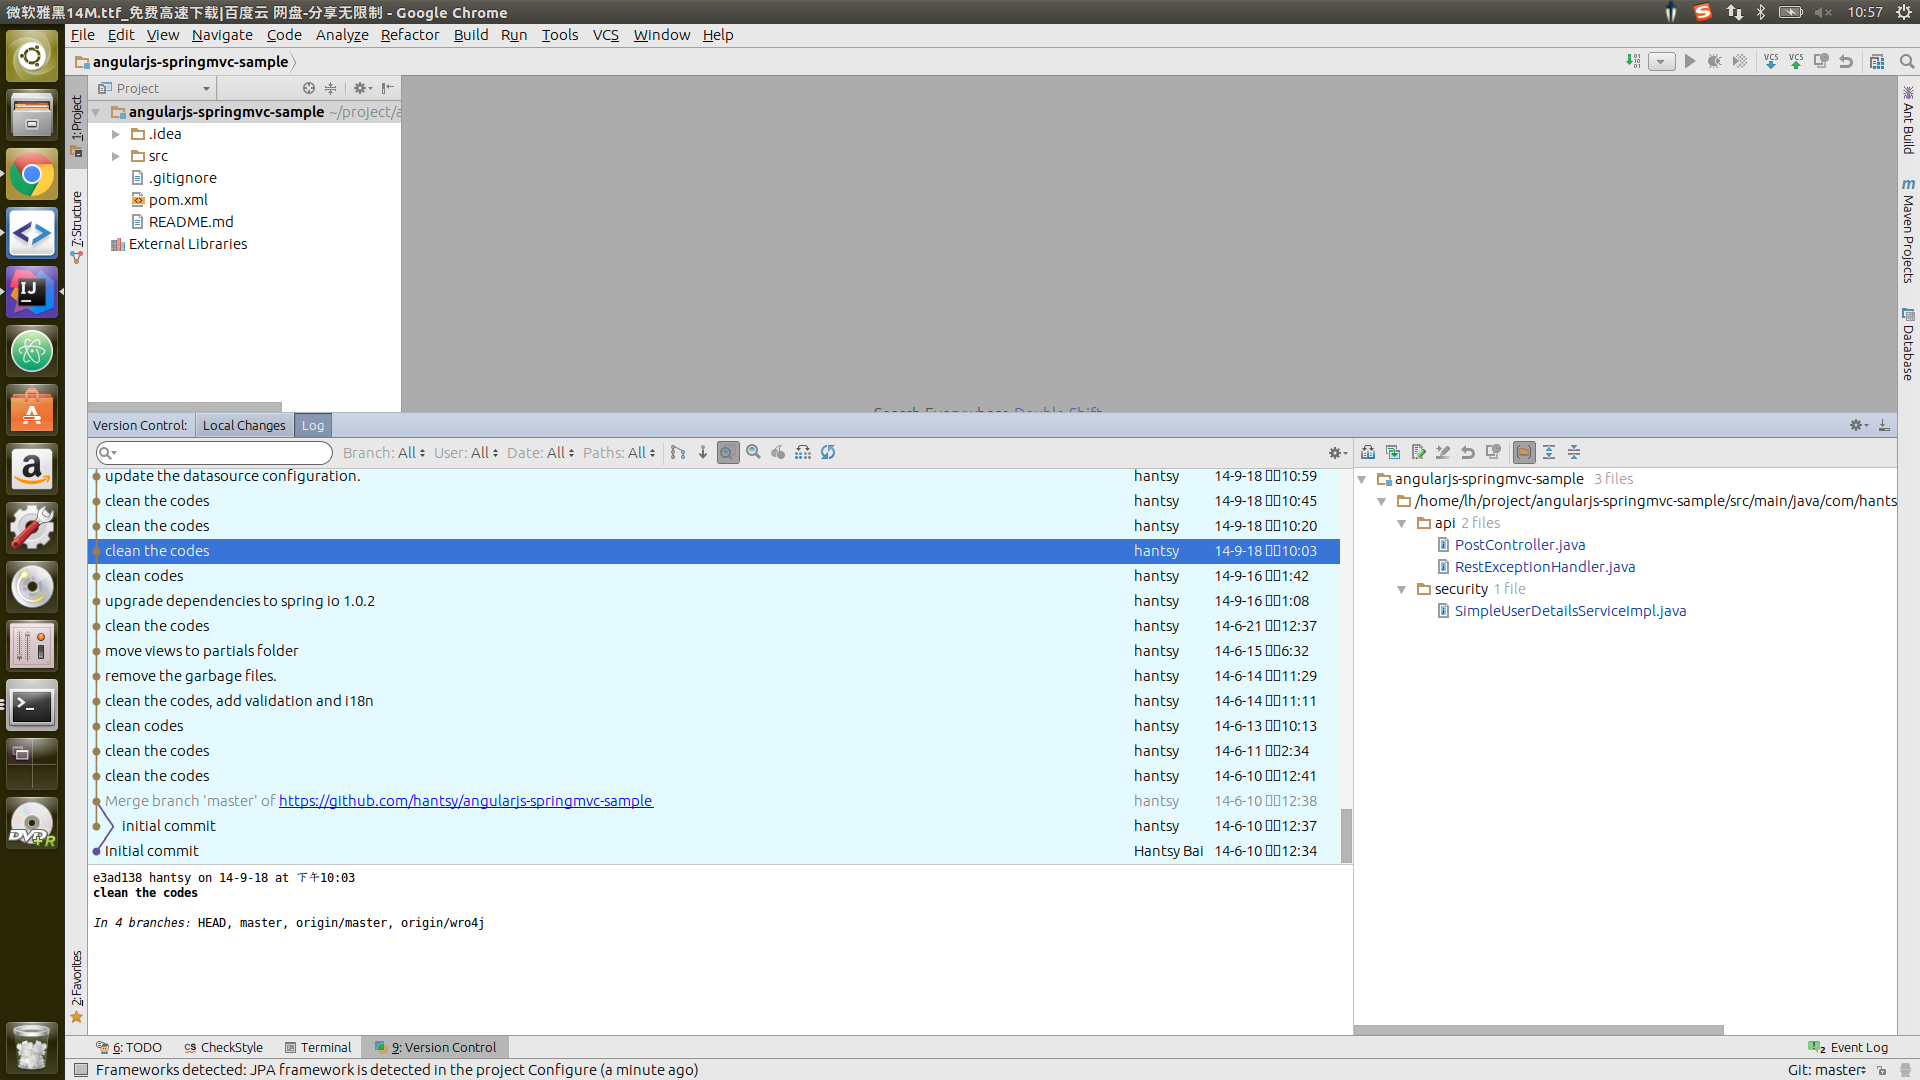 微软雅黑14M.ttf_免费高速下载|百度云 网盘-分享无限制 - Google Chrome
10:57
File Edit View Navigate Code Analyze Refactor Build Run Tools VCS Window Help
angularjs-springmvc-sample
VCS VCS
Project
1: Project
7: Structure
2: Favorites
angularjs-springmvc-sample ~/project/a
.idea
src
.gitignore
pom.xml
README.md
External Libraries
Ant Build
Maven Projects
Database
Search Everywhere Double Shift
Version Control: Local Changes Log
Branch: All User: All Date: All Paths: All
update the datasource configuration. hantsy 14-9-18 10:59
clean the codes hantsy 14-9-18 10:45
clean the codes hantsy 14-9-18 10:20
clean the codes hantsy 14-9-18 10:03
clean codes hantsy 14-9-16 1:42
upgrade dependencies to spring io 1.0.2 hantsy 14-9-16 1:08
clean the codes hantsy 14-6-21 12:37
move views to partials folder hantsy 14-6-15 6:32
remove the garbage files. hantsy 14-6-14 11:29
clean the codes, add validation and i18n hantsy 14-6-14 11:11
clean codes hantsy 14-6-13 10:13
clean the codes hantsy 14-6-11 2:34
clean the codes hantsy 14-6-10 12:41
Merge branch 'master' of https://github.com/hantsy/angularjs-springmvc-sample hantsy 14-6-10 12:38
initial commit hantsy 14-6-10 12:37
Initial commit Hantsy Bai 14-6-10 12:34
angularjs-springmvc-sample 3 files
/home/lh/project/angularjs-springmvc-sample/src/main/java/com/hants
api 2 files
PostController.java
RestExceptionHandler.java
security 1 file
SimpleUserDetailsServiceImpl.java
e3ad138 hantsy on 14-9-18 at 下午10:03
clean the codes
In 4 branches: HEAD, master, origin/master, origin/wro4j
6: TODO CheckStyle Terminal 9: Version Control 2 Event Log
Frameworks detected: JPA framework is detected in the project Configure (a minute ago) Git: master